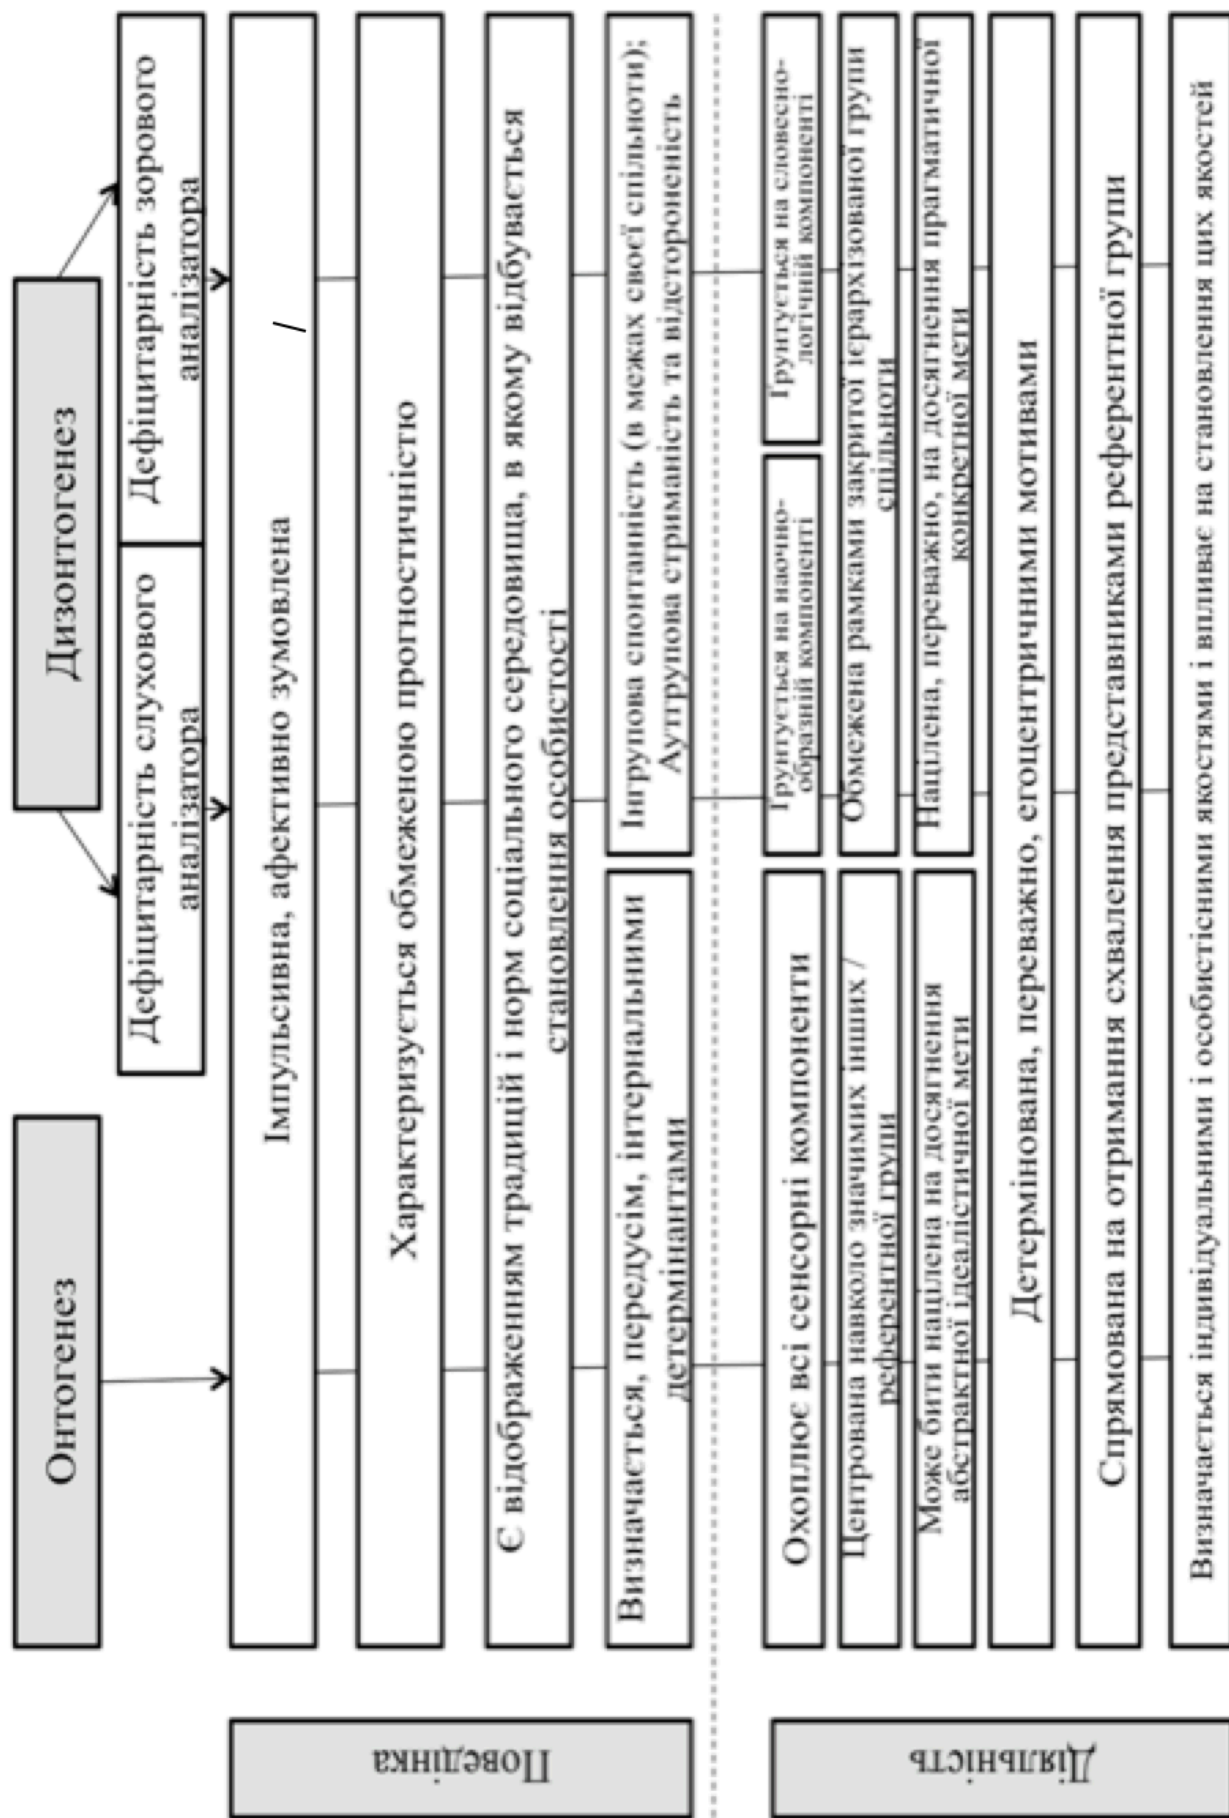 Онтогенез
Дизонтогенез
Дефіцитарність слухового
аналізатора
Дефіцитарність зорового
аналізатора
Поведінка
Імпульсивна, афективно зумовлена
/
Характеризується обмеженою прогностичністю
Є відображенням традицій і норм соціального середовища, в якому відбувається
становлення особистості
Визначається, передусім, інтернальними
детермінантами
Інгрупова спонтанність (в межах своєї спільноти);
Аутгрупова стриманість та відстороненість
Діяльність
Охоплює всі сенсорні компоненти
Ґрунтується на наочно-
образній компоненті
Ґрунтується на словесно-
логічній компоненті
Центрована навколо значимих інших /
референтної групи
Обмежена рамками закритої ієрархізованої групи
спільноти
Може бити націлена на досягнення
абстрактної ідеалістичної мети
Націлена, переважно, на досягнення прагматичної
конкретної мети
Детермінована, переважно, егоцентричними мотивами
Спрямована на отримання схвалення представниками референтної групи
Визначається індивідуальними і особистісними якостями і впливає на становлення цих якостей